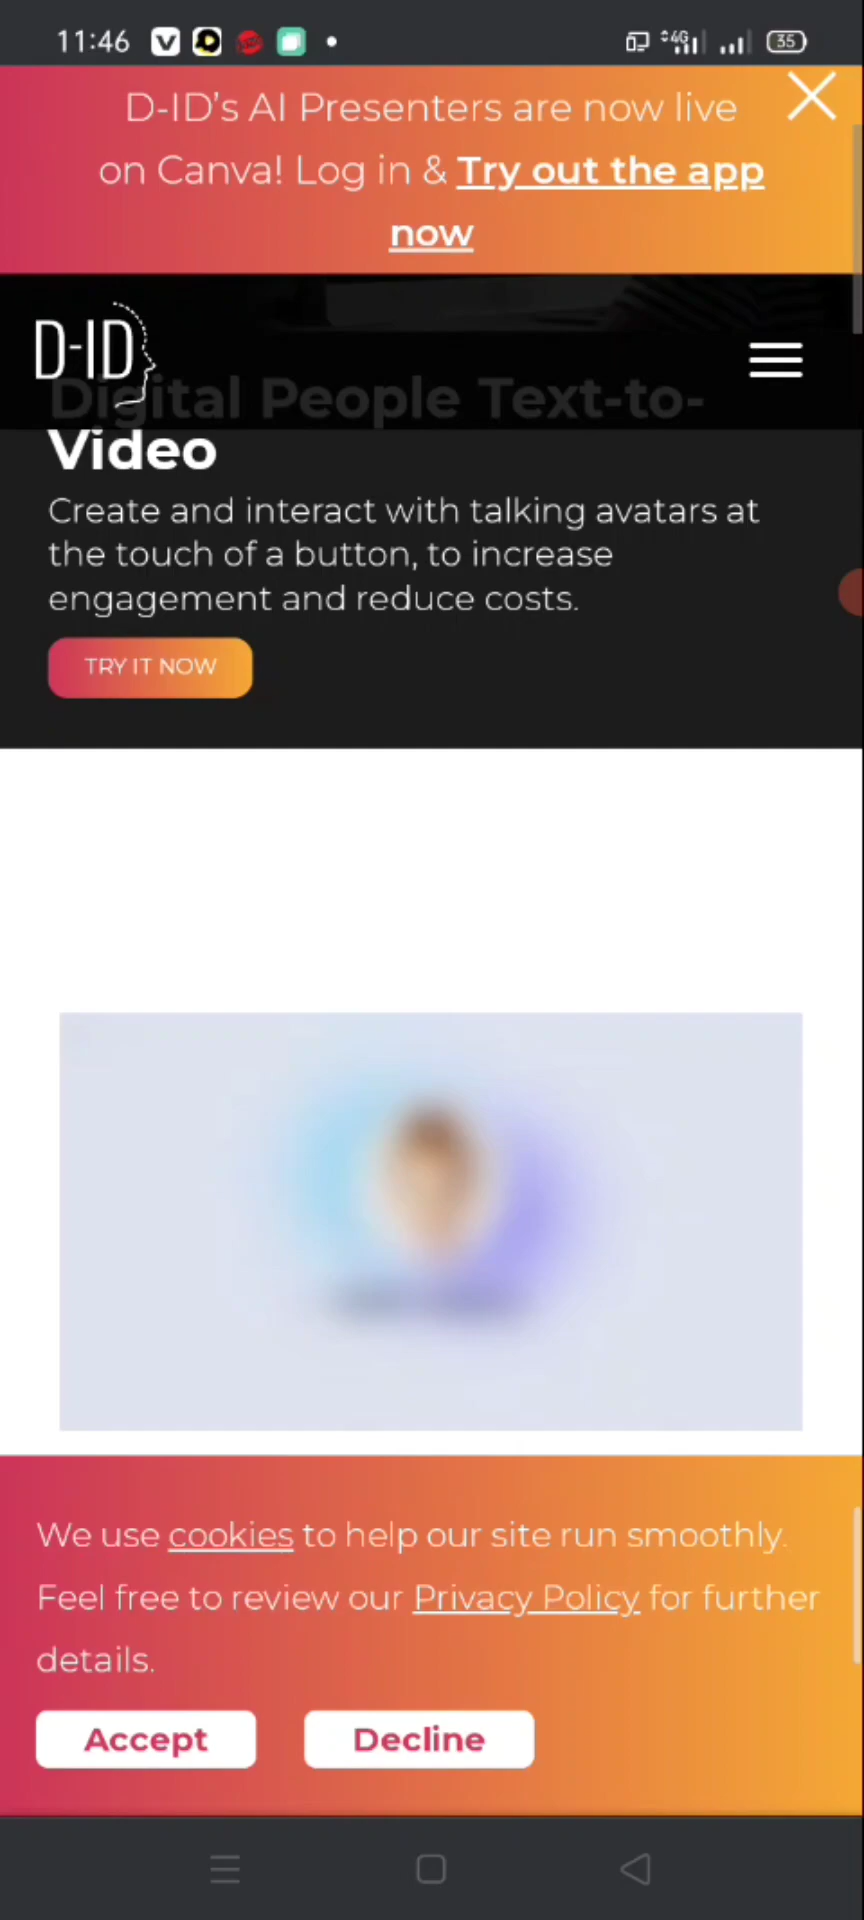 11:46
4G
35
D-ID's AI Presenters are now live
on Canva! Log in & Try out the app
now
D-ID
Digital People Text-to-
Video
Create and interact with talking avatars at
the touch of a button, to increase
engagement and reduce costs.
TRY IT NOW
We use cookies to help our site run smoothly.
Feel free to review our Privacy Policy for further
details.
Accept
Decline